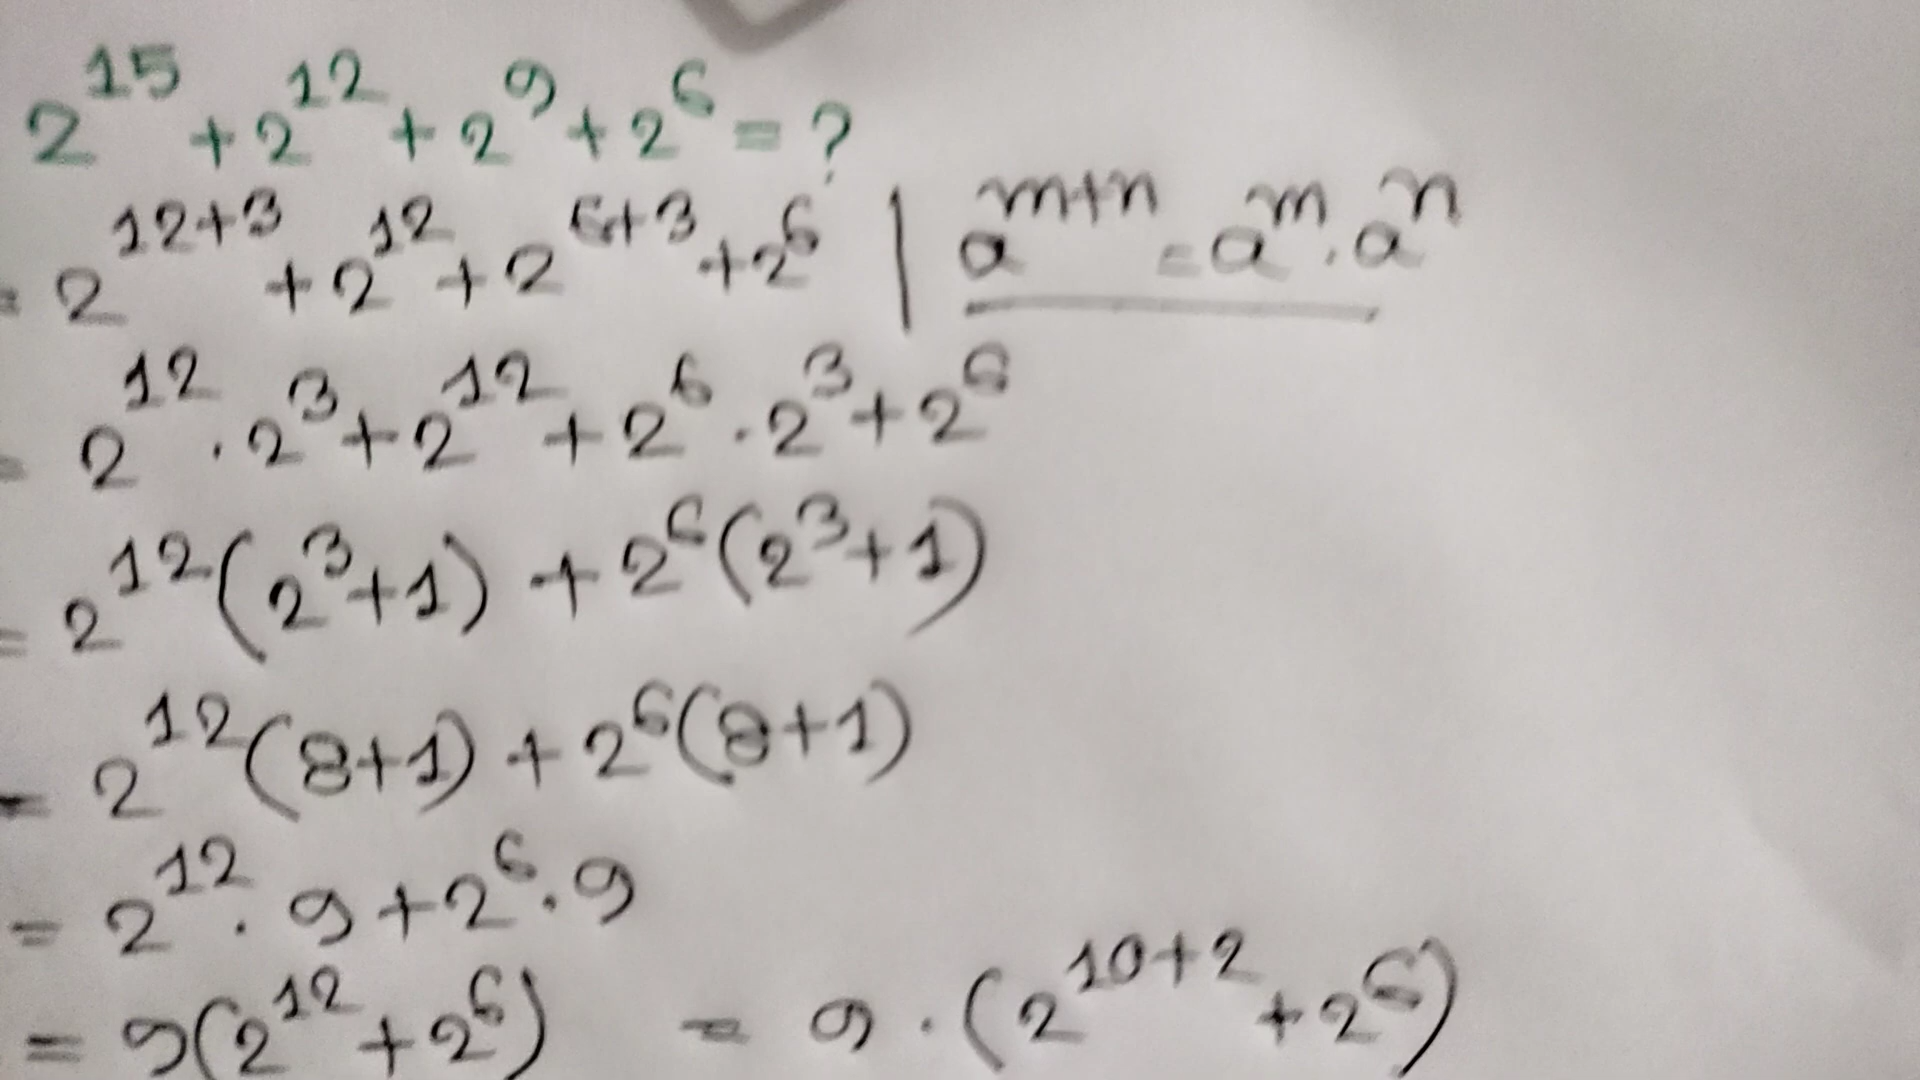 2^15 + 2^12 + 2^9 + 2^6 = ?
= 2^(12+3) + 2^12 + 2^(6+3) + 2^6 | a^(m+n) = a^m . a^n
= 2^12 . 2^3 + 2^12 + 2^6 . 2^3 + 2^6
= 2^12 (2^3 + 1) + 2^6 (2^3 + 1)
= 2^12 (8+1) + 2^6 (8+1)
= 2^12 . 9 + 2^6 . 9
= 9(2^12 + 2^6) = 9 . (2^(10+2) + 2^6)